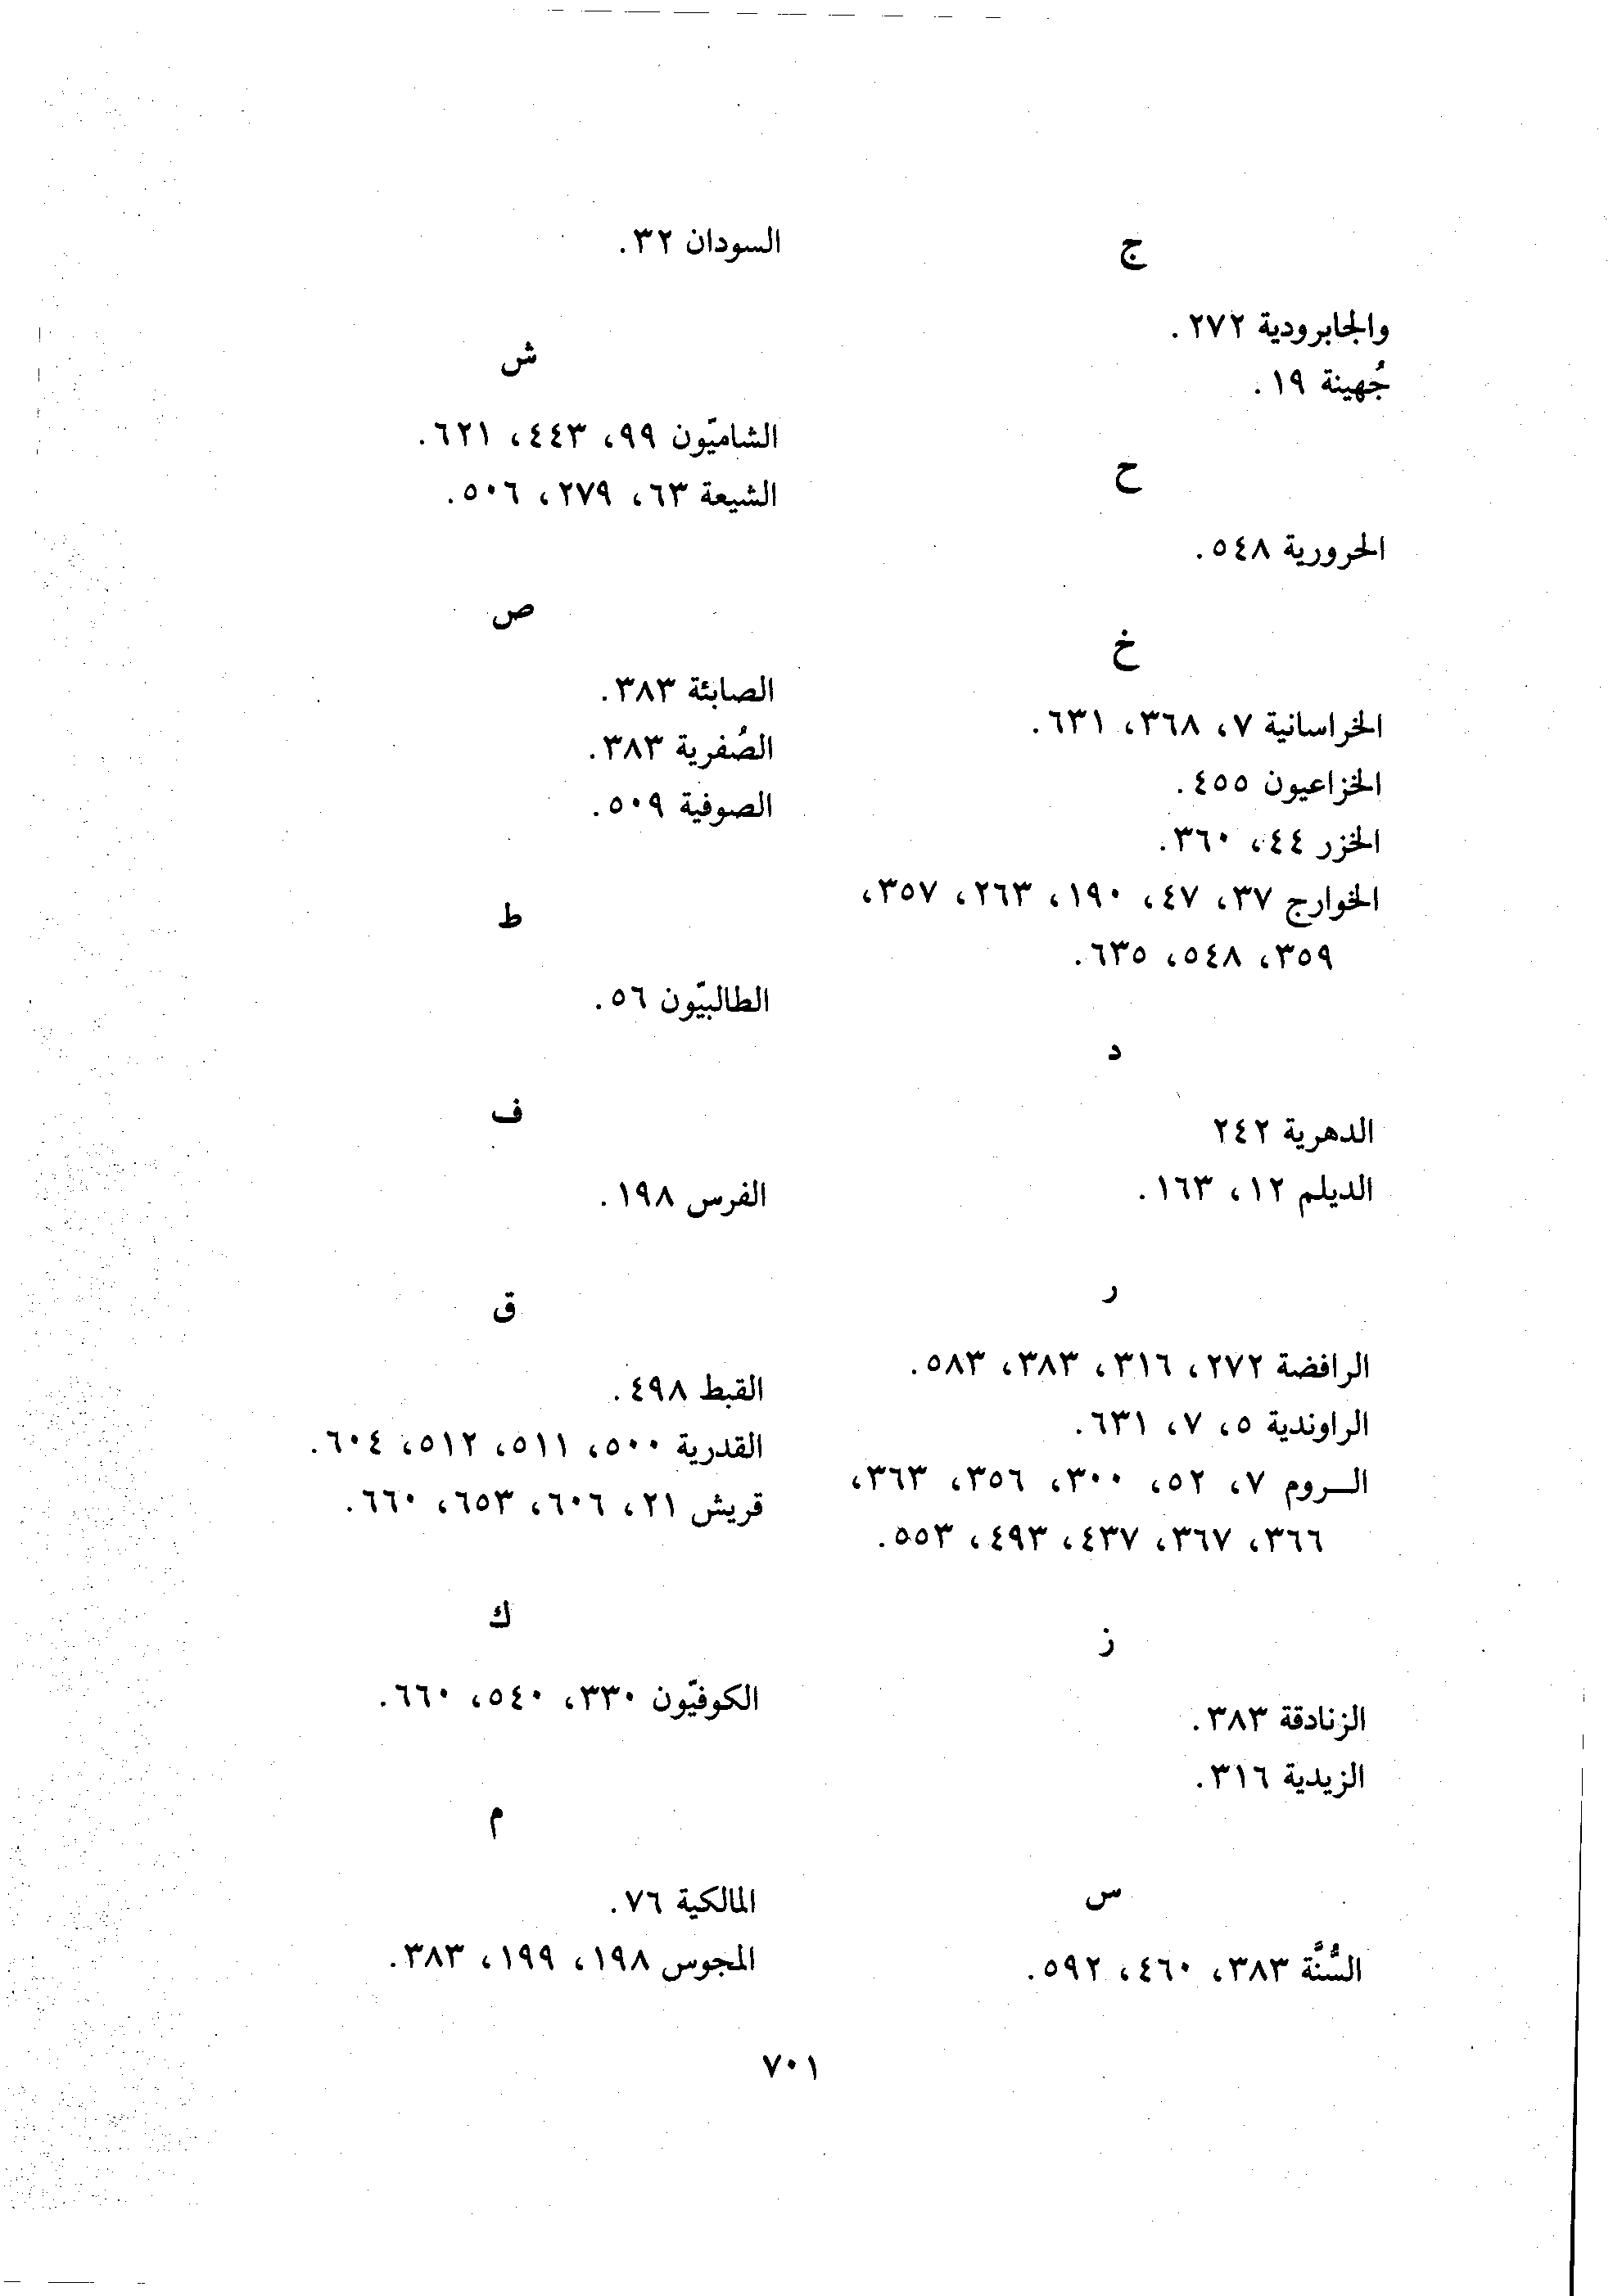 ج
والجابرودية ٢٧٢.
جُهينة ١٩.
ح
الحرورية ٥٤٨.
خ
الخراسانية ٧، ٣٦٨، ٦٣١.
الخزاعيون ٤٥٥.
الخزر ٤٤، ٣٦٠.
الخوارج ٣٧، ٤٧، ١٩٠، ٢٦٣، ٣٥٧،
٣٥٩، ٥٤٨، ٦٣٥.
د
الدهرية ٢٤٢
الديلم ١٢، ١٦٣.
ر
الرافضة ٢٧٢، ٣١٦، ٣٨٣، ٥٨٣.
الراوندية ٥، ٧، ٦٣١.
الـروم ٧، ٥٢، ٣٠٠، ٣٥٦، ٣٦٣،
٣٦٦، ٣٦٧، ٤٣٧، ٤٩٣، ٥٥٣.
ز
الزنادقة ٣٨٣.
الزيدية ٣١٦.
س
السُّنَّة ٣٨٣، ٤٦٠، ٥٩٢.
السودان ٣٢.
ش
الشاميّون ٩٩، ٤٤٣، ٦٢١.
الشيعة ٦٣، ٢٧٩، ٥٠٦.
ص
الصابئة ٣٨٣.
الصُفرية ٣٨٣.
الصوفية ٥٠٩.
ط
الطالبيّون ٥٦.
ف
الفرس ١٩٨.
ق
القبط ٤٩٨.
القدرية ٥٠٠، ٥١١، ٥١٢، ٦٠٤.
قريش ٢١، ٦٠٦، ٦٥٣، ٦٦٠.
ك
الكوفيّون ٣٣٠، ٥٤٠، ٦٦٠.
م
المالكية ٧٦.
المجوس ١٩٨، ١٩٩، ٣٨٣.
٧٠١